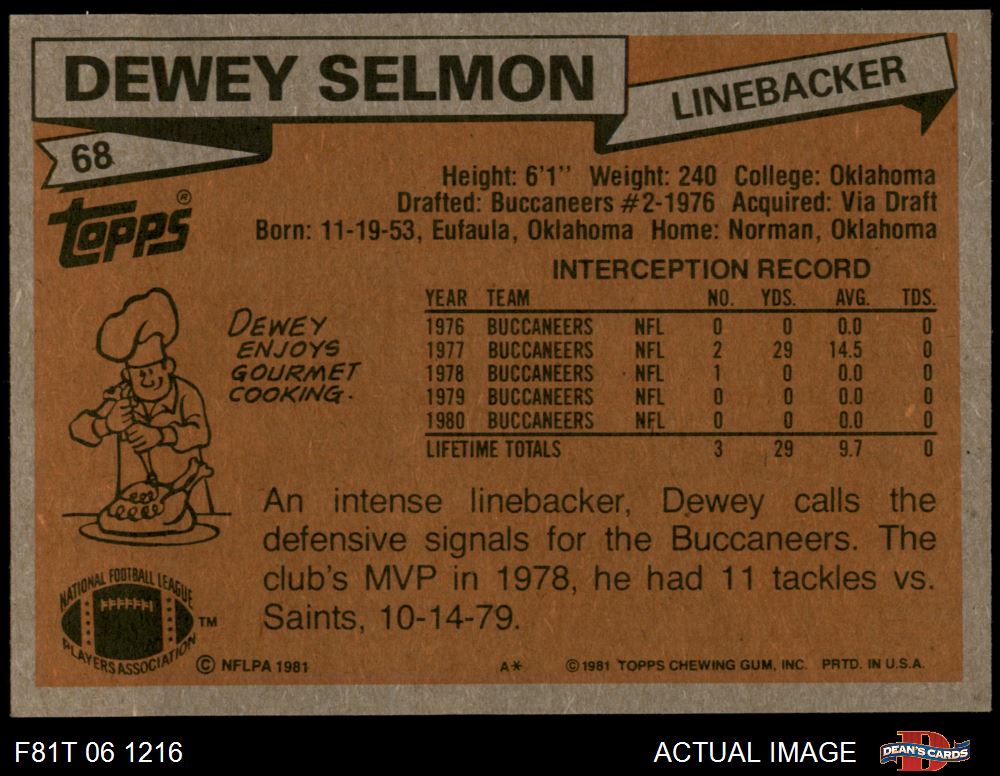 DEWEY SELMON
LINEBACKER
68
TOPPS®
Height: 6'1'' Weight: 240 College: Oklahoma
Drafted: Buccaneers #2-1976 Acquired: Via Draft
Born: 11-19-53, Eufaula, Oklahoma Home: Norman, Oklahoma
INTERCEPTION RECORD
YEAR TEAM NO. YDS. AVG. TDS.
1976 BUCCANEERS NFL 0 0 0.0 0
1977 BUCCANEERS NFL 2 29 14.5 0
1978 BUCCANEERS NFL 1 0 0.0 0
1979 BUCCANEERS NFL 0 0 0.0 0
1980 BUCCANEERS NFL 0 0 0.0 0
LIFETIME TOTALS 3 29 9.7 0
DEWEY
ENJOYS
GOURMET
COOKING.
An intense linebacker, Dewey calls the
defensive signals for the Buccaneers. The
club's MVP in 1978, he had 11 tackles vs.
Saints, 10-14-79.
NATIONAL FOOTBALL LEAGUE
PLAYERS ASSOCIATION
TM
© NFLPA 1981
A*
© 1981 TOPPS CHEWING GUM, INC. PRTD. IN U.S.A.
F81T 06 1216
ACTUAL IMAGE
D
DEAN'S CARDS